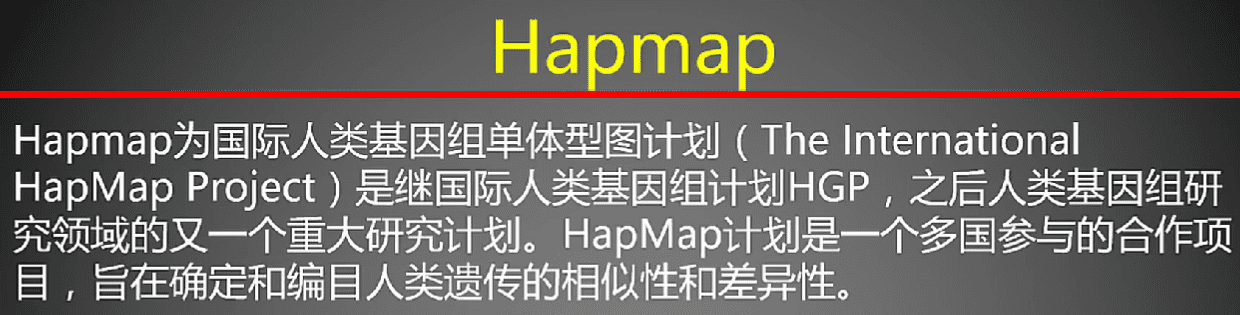 Hapmap
Hapmap为国际人类基因组单体型图计划（The International
HapMap Project）是继国际人类基因组计划HGP，之后人类基因组研
究领域的又一个重大研究计划。HapMap计划是一个多国参与的合作项
目，旨在确定和编目人类遗传的相似性和差异性。